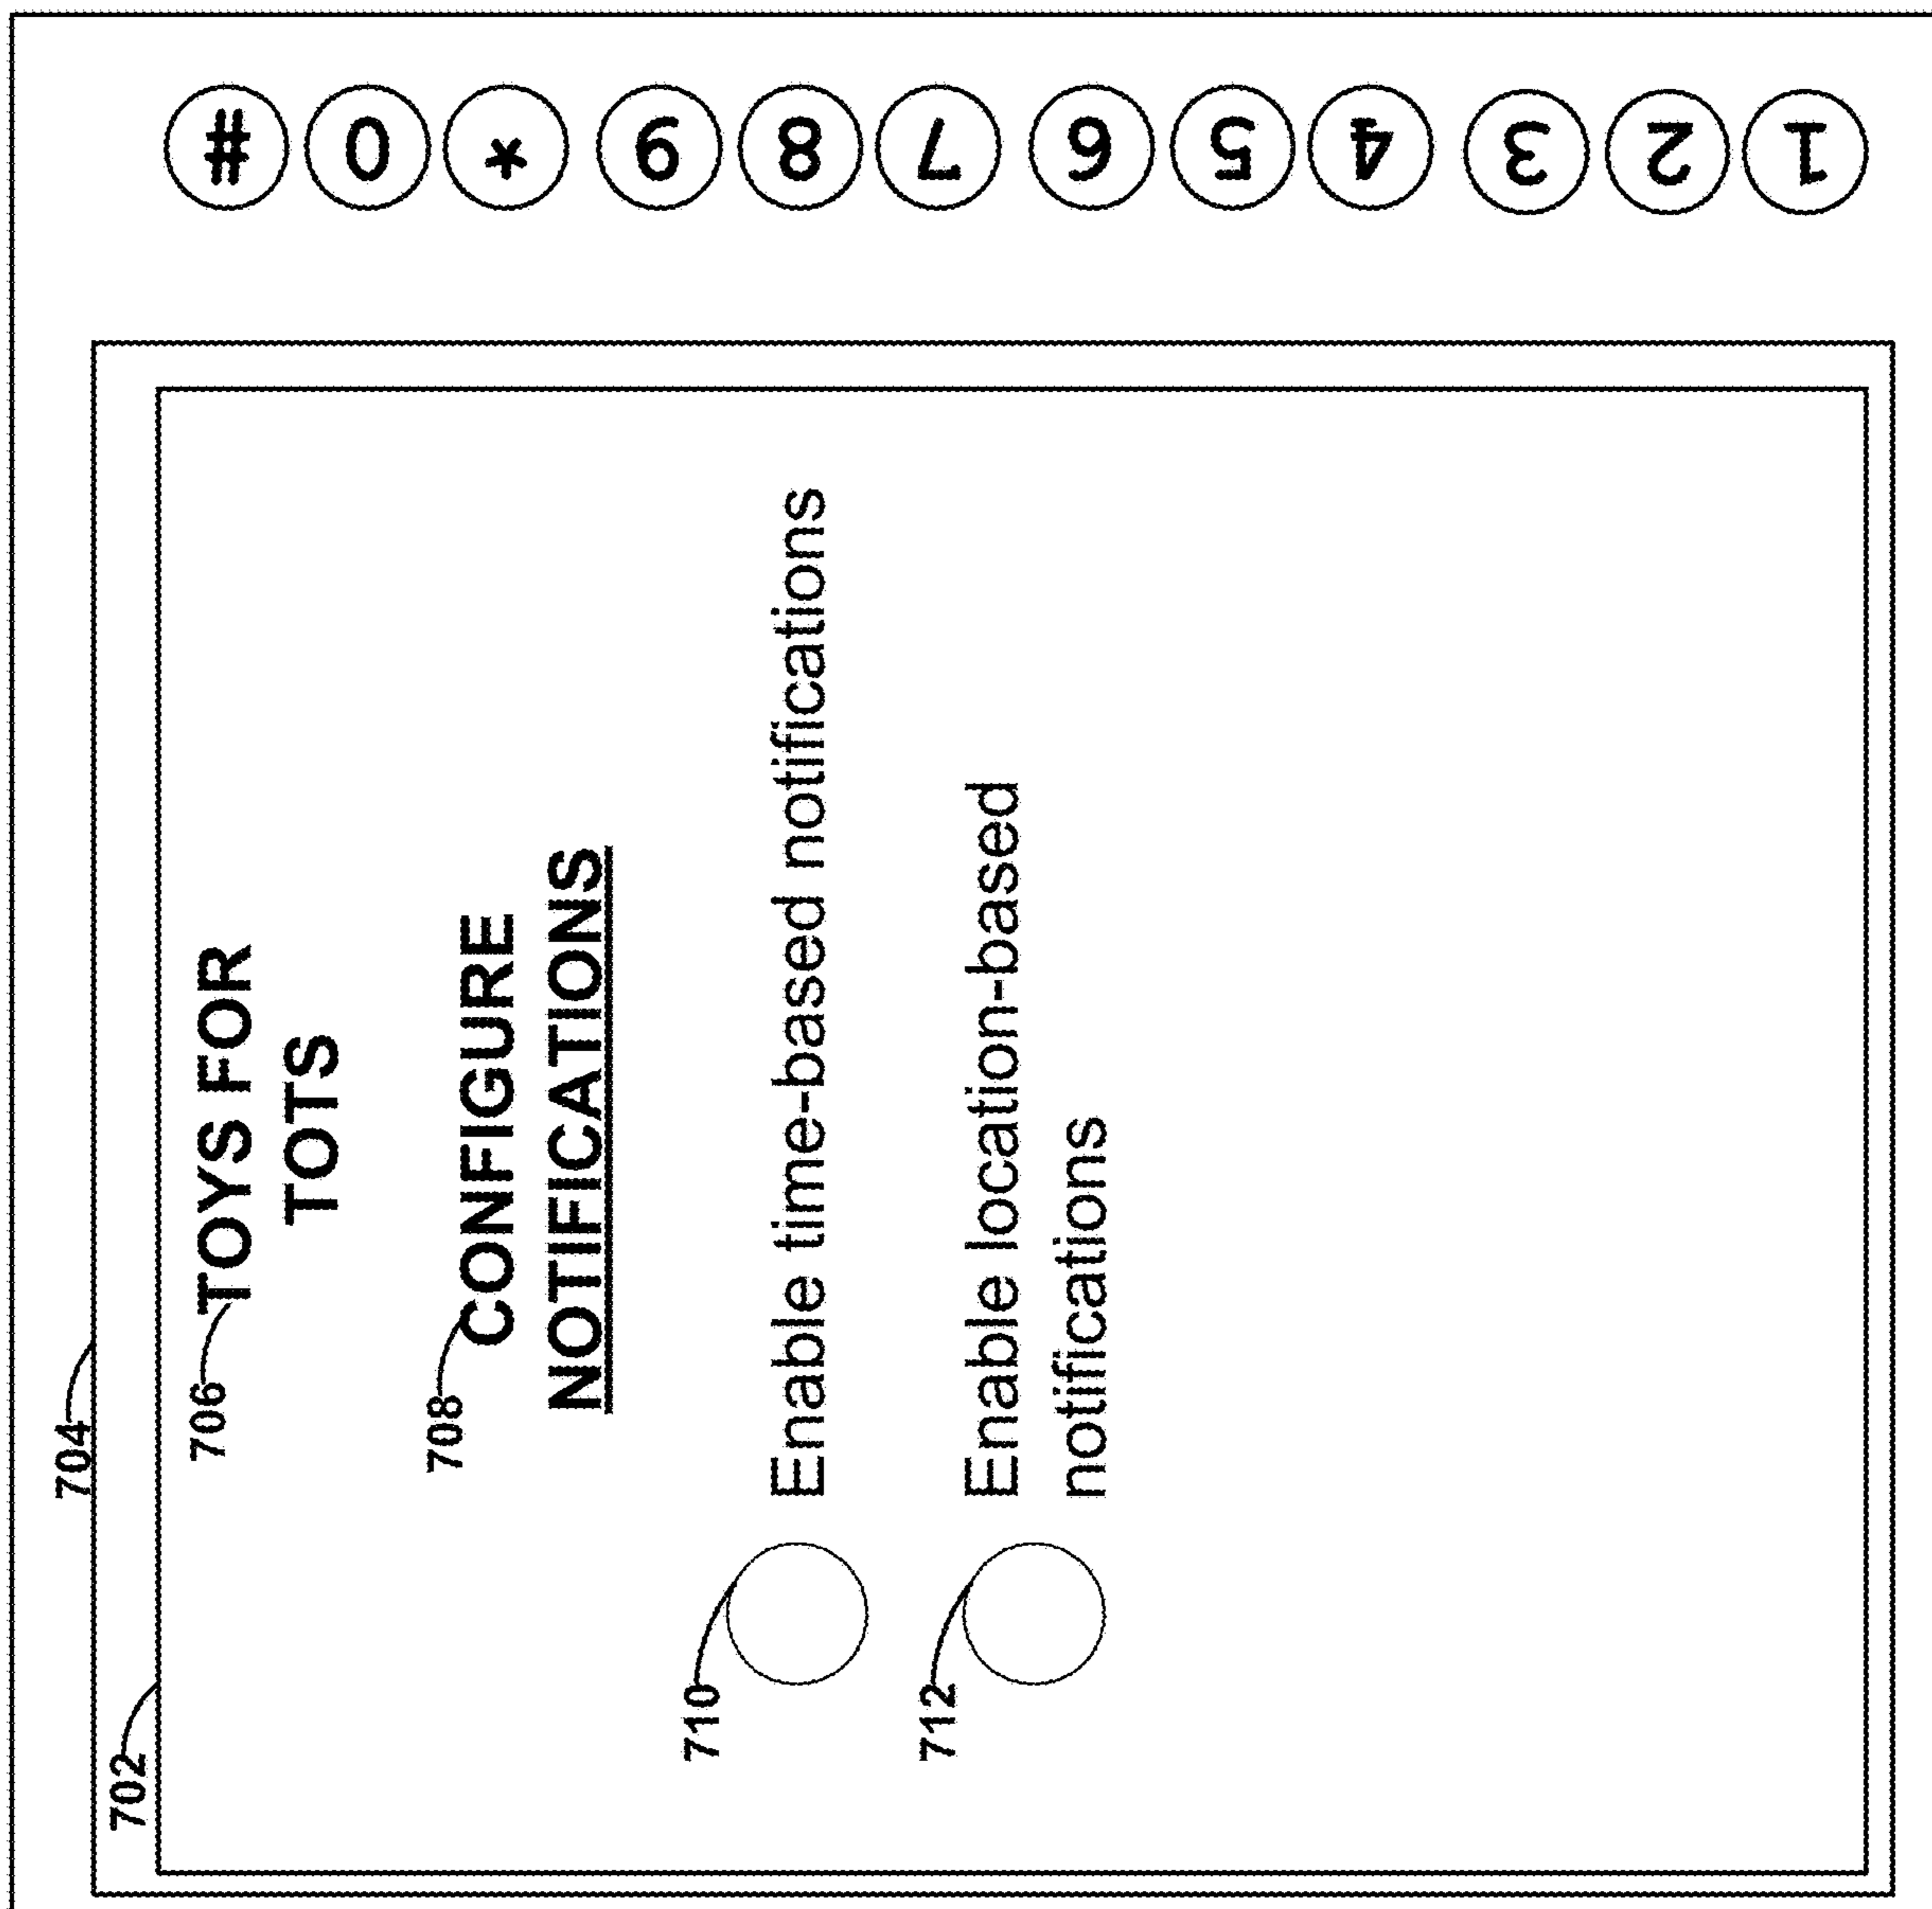 704
702
706
TOYS FOR
TOTS
708
CONFIGURE
NOTIFICATIONS
710
Enable time-based notifications
712
Enable location-based
notifications
1
2
3
4
5
6
7
8
9
*
0
#